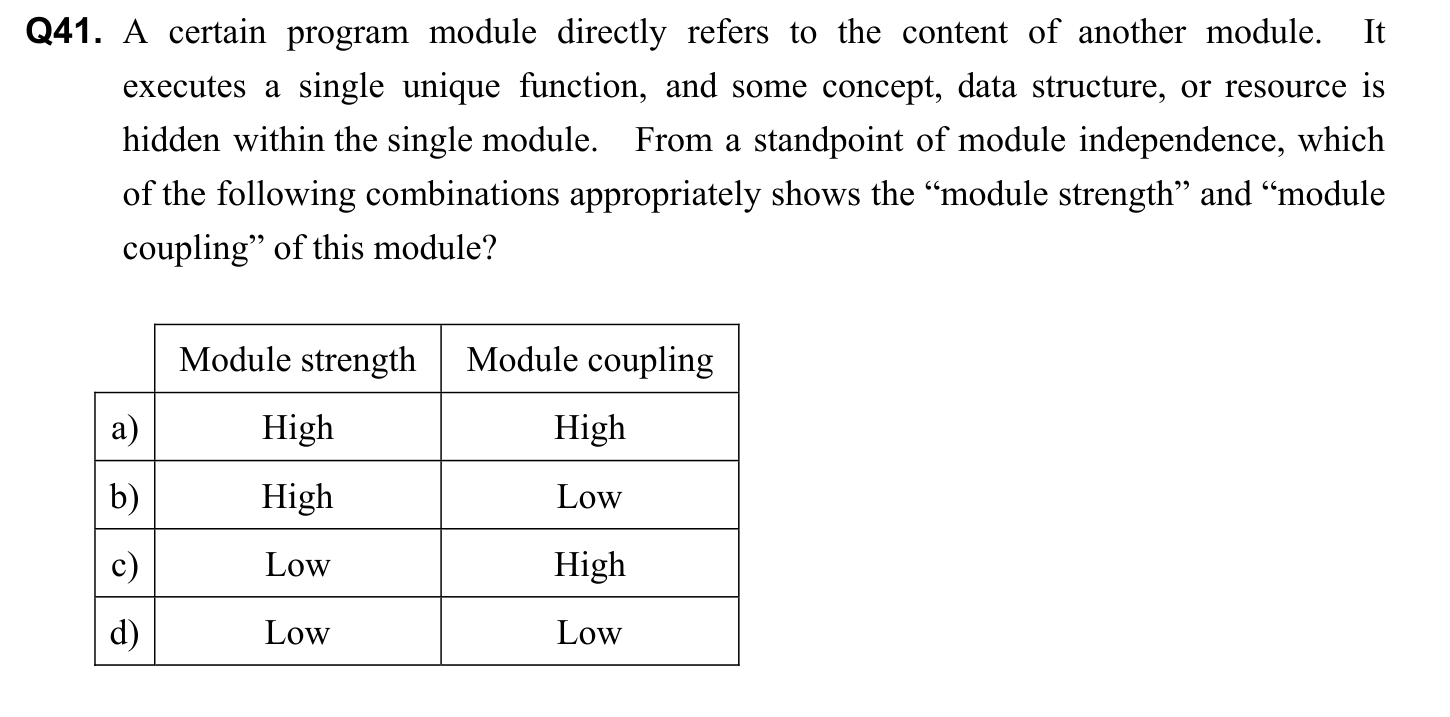 Q41. A certain program module directly refers to the content of another module. It
executes a single unique function, and some concept, data structure, or resource is
hidden within the single module. From a standpoint of module independence, which
of the following combinations appropriately shows the “module strength” and “module
coupling” of this module?
Module strength Module coupling
a) High High
b) High Low
c) Low High
d) Low Low